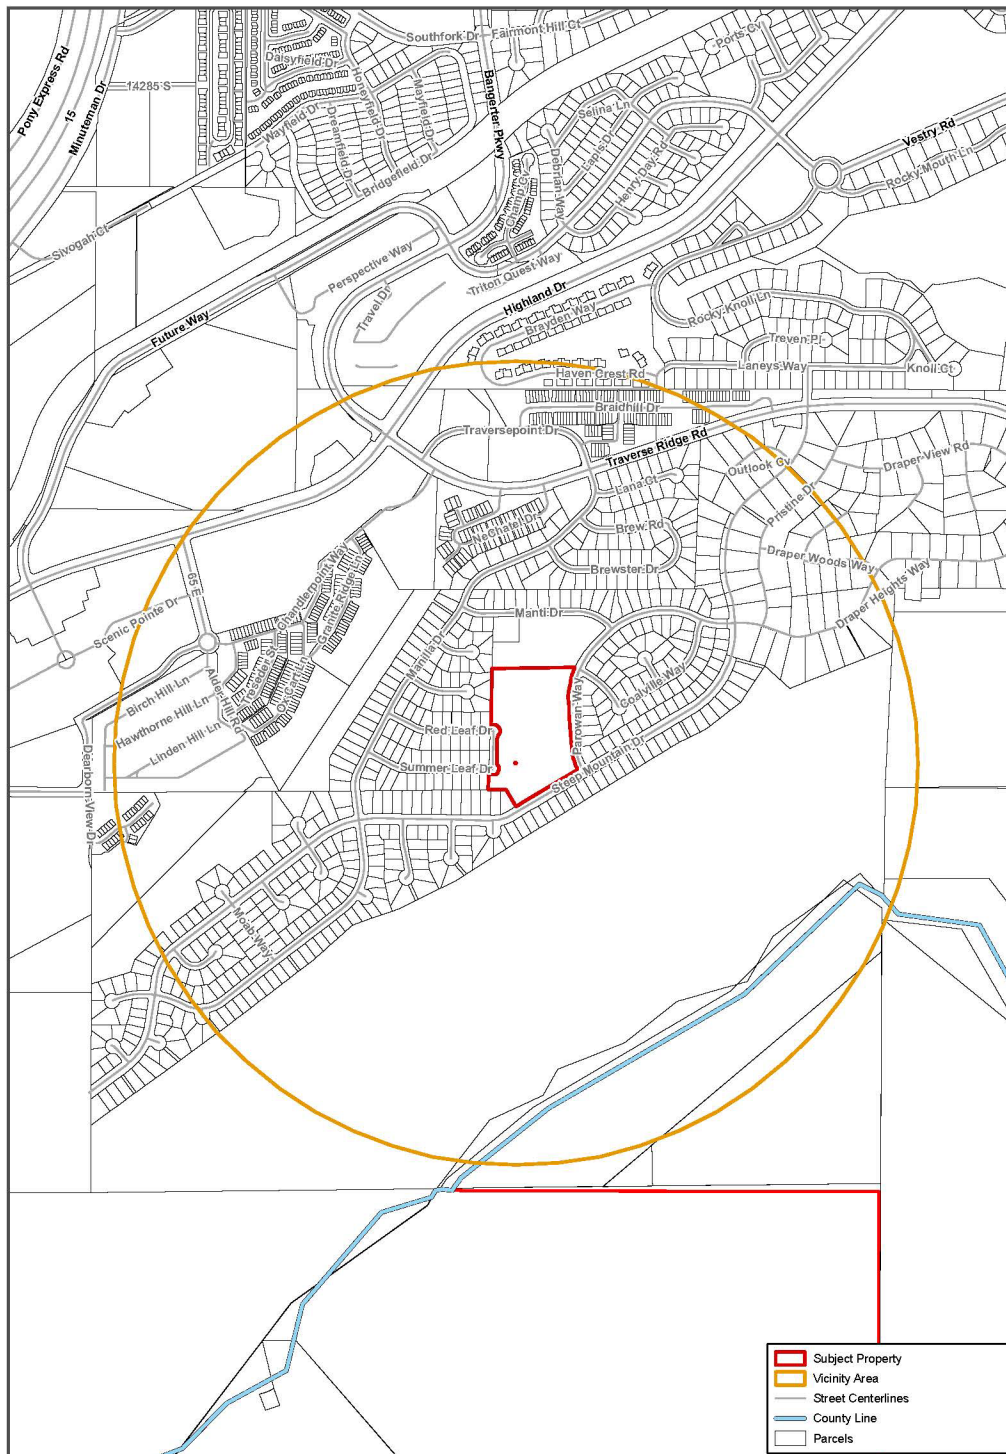 Southfork Dr
Fairmont Hill Ct
Ports Cv
Pony Express Rd
15
Minuteman Dr
14285 S
Daisyfield Dr
Honeyfield Dr
Mayfield Dr
Bangerter Pkwy
Wayfield Dr
Dreamfield Dr
Bridgefield Dr
Selina Ln
Lapis Dr
Debrian Way
Henry Day Rd
Vestry Rd
Rocky Mouth Ln
Champ Cv
Sivogah Ct
Perspective Way
Triton Quest Way
Travel Dr
Highland Dr
Future Way
Brayden Way
Rocky Knoll Ln
Treven Pl
Laneys Way
Knoll Ct
Haven Crest Rd
Braidhill Dr
Traversepoint Dr
Traverse Ridge Rd
Outlook Cv
Draper View Rd
Lana Ct
Pristine Dr
NeChatel Dr
Brew Rd
Brewster Dr
Draper Woods Way
Draper Heights Way
65 E
Chandlerpoint Way
Granite Ridge Ln
Scenic Pointe Dr
Manti Dr
Manilla Dr
Birch Hill Ln
Alder Hill Rd
Hawthorne Hill Ln
Linden Hill Ln
Coalville Way
Parowan Way
Red Leaf Dr
Summer Leaf Dr
Steep Mountain Dr
Dearborn View Dr
Moab Way
Subject Property
Vicinity Area
Street Centerlines
County Line
Parcels